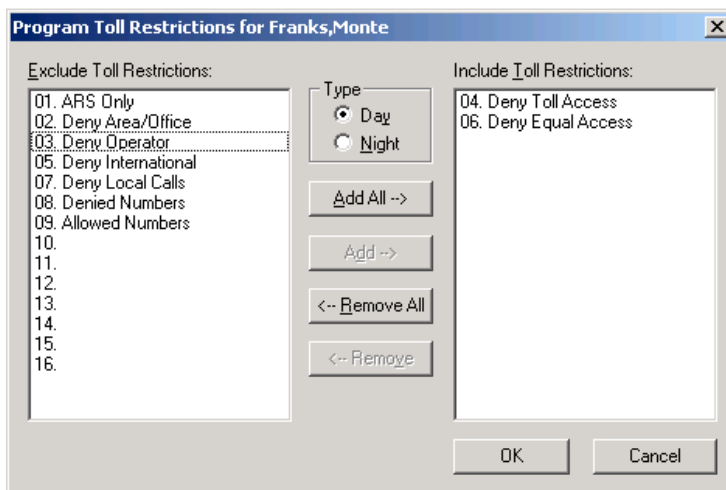 Program Toll Restrictions for Franks,Monte
Exclude Toll Restrictions:
01. ARS Only
02. Deny Area/Office
03. Deny Operator
05. Deny International
07. Deny Local Calls
08. Denied Numbers
09. Allowed Numbers
10.
11.
12.
13.
14.
15.
16.
Type
Day
Night
Add All -->
Add -->
<-- Remove All
<-- Remove
Include Toll Restrictions:
04. Deny Toll Access
06. Deny Equal Access
OK
Cancel